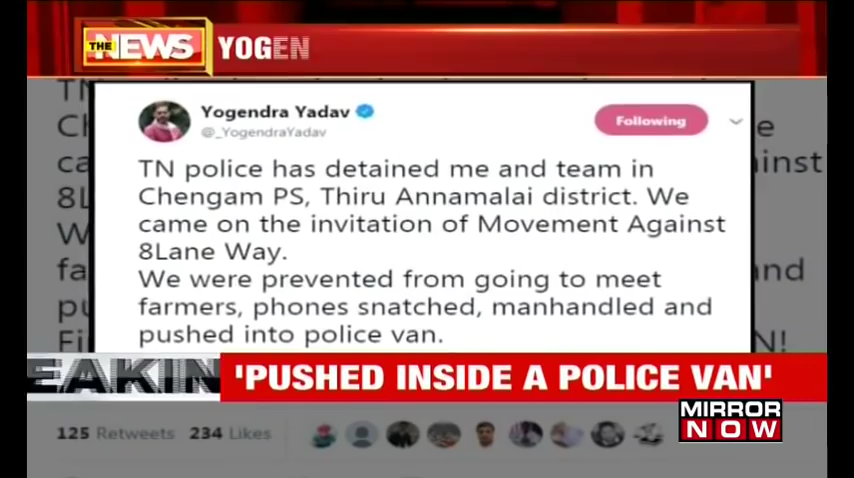 THE NEWS
YOGEN
Yogendra Yadav
@_YogendraYadav
Following
TN police has detained me and team in
Chengam PS, Thiru Annamalai district. We
came on the invitation of Movement Against
8Lane Way.
We were prevented from going to meet
farmers, phones snatched, manhandled and
pushed into police van.
EAKIN
'PUSHED INSIDE A POLICE VAN'
MIRROR
NOW
125 Retweets 234 Likes